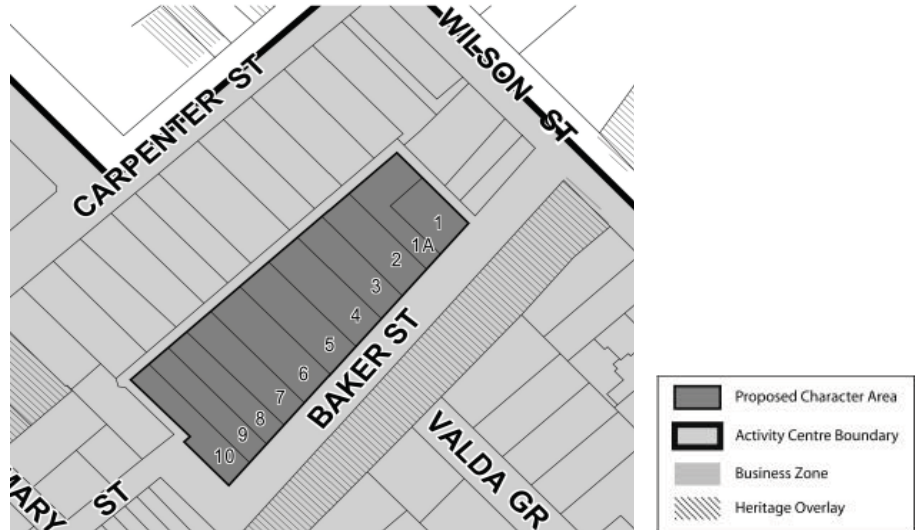 WILSON ST
CARPENTER ST
1
1A
2
3
4
5
6
7
8
9
10
BAKER ST
VALDA GR
MARY ST
Proposed Character Area
Activity Centre Boundary
Business Zone
Heritage Overlay